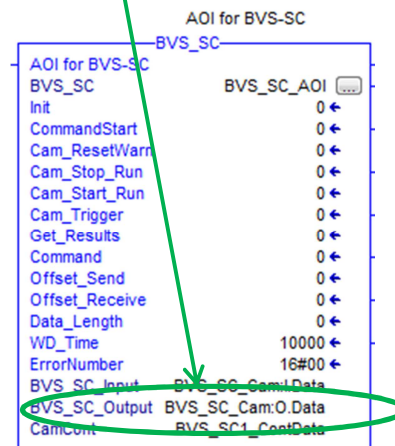 AOI for BVS-SC
BVS_SC
AOI for BVS-SC
BVS_SC BVS_SC_AOI ...
Init 0
CommandStart 0
Cam_ResetWarn 0
Cam_Stop_Run 0
Cam_Start_Run 0
Cam_Trigger 0
Get_Results 0
Command 0
Offset_Send 0
Offset_Receive 0
Data_Length 0
WD_Time 10000
ErrorNumber 16#00
BVS_SC_Input BVS_SC_Cam:I.Data
BVS_SC_Output BVS_SC_Cam:O.Data
CamCont BVS_SC1_ContData